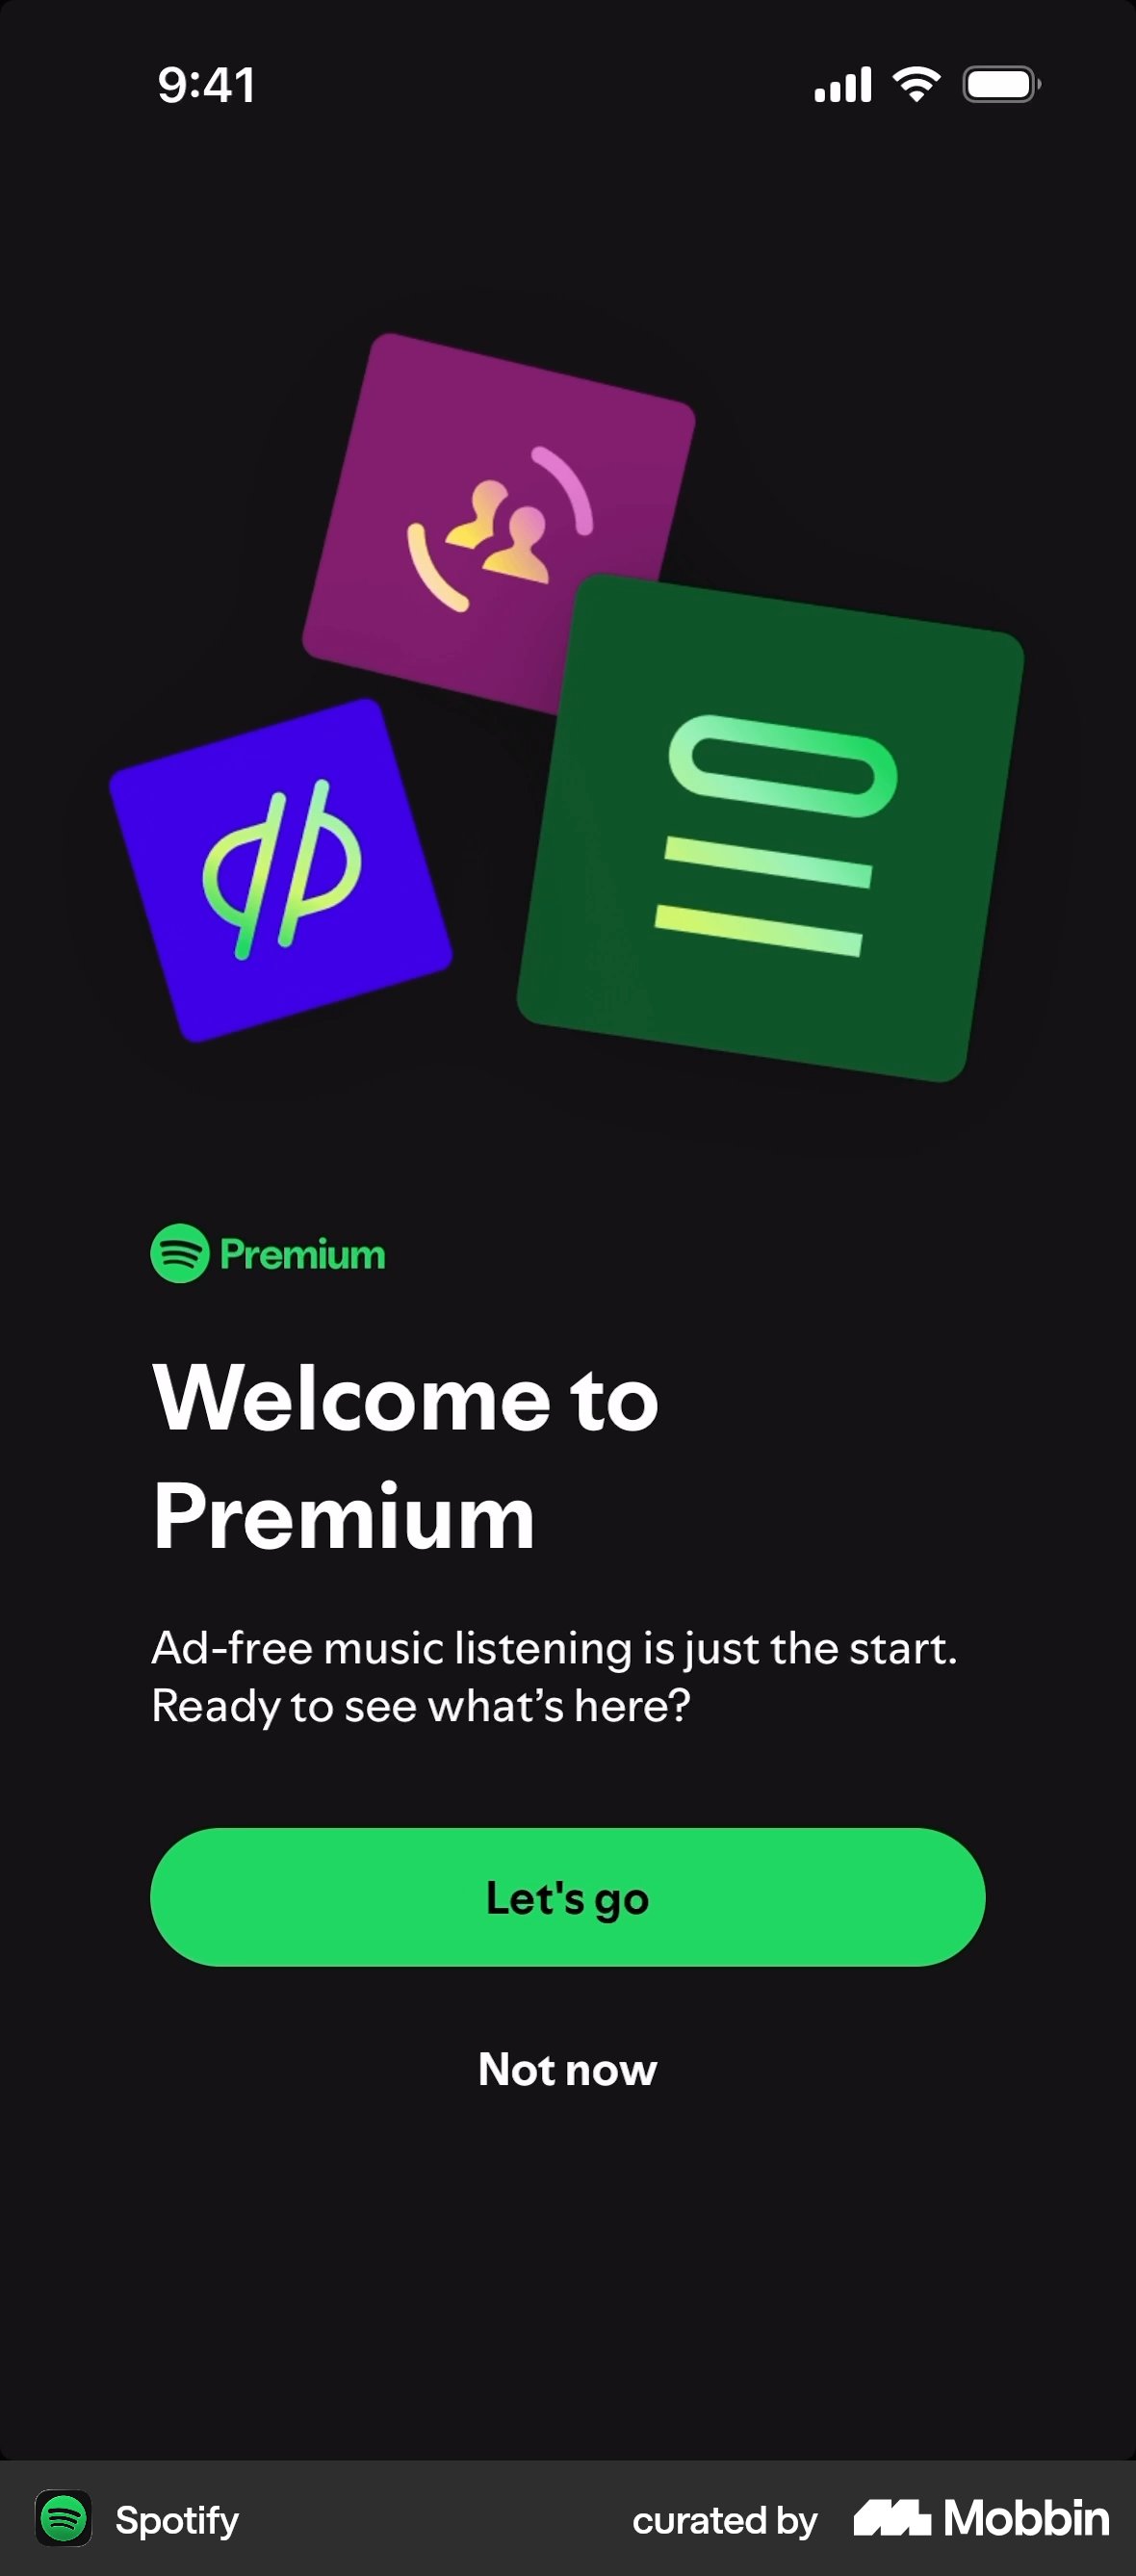 9:41
Premium
Welcome to
Premium
Ad-free music listening is just the start.
Ready to see what’s here?
Let's go
Not now
Spotify
curated by Mobbin